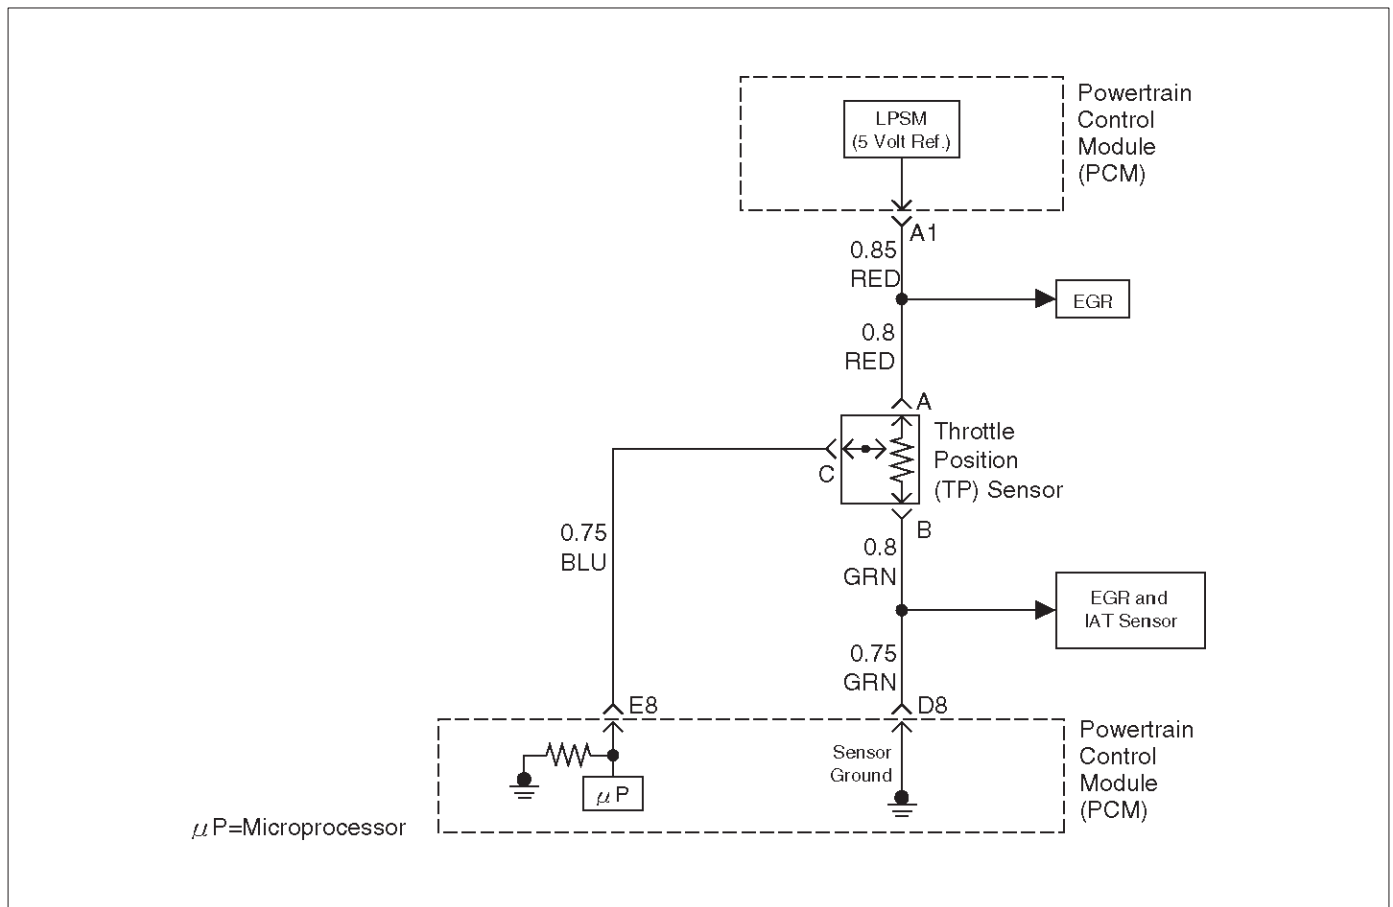 LPSM
(5 Volt Ref.)
Powertrain
Control
Module
(PCM)
A1
0.85
RED
EGR
0.8
RED
A
Throttle
Position
(TP) Sensor
C
B
0.75
BLU
0.8
GRN
EGR and
IAT Sensor
0.75
GRN
E8
D8
Sensor
Ground
μP
Powertrain
Control
Module
(PCM)
μP=Microprocessor